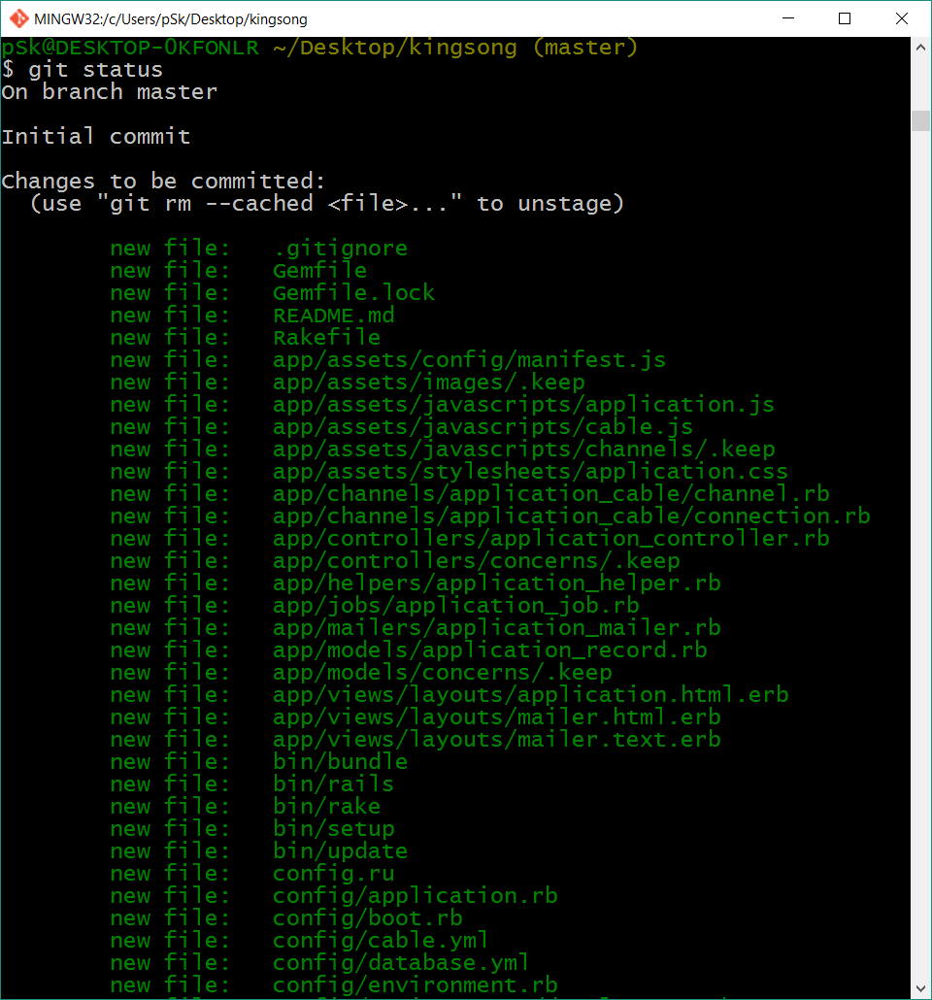 MINGW32:/c/Users/pSk/Desktop/kingsong
pSk@DESKTOP-0KFONLR ~/Desktop/kingsong (master)
$ git status
On branch master
Initial commit
Changes to be committed:
(use "git rm --cached <file>..." to unstage)
new file: .gitignore
new file: Gemfile
new file: Gemfile.lock
new file: README.md
new file: Rakefile
new file: app/assets/config/manifest.js
new file: app/assets/images/.keep
new file: app/assets/javascripts/application.js
new file: app/assets/javascripts/cable.js
new file: app/assets/javascripts/channels/.keep
new file: app/assets/stylesheets/application.css
new file: app/channels/application_cable/channel.rb
new file: app/channels/application_cable/connection.rb
new file: app/controllers/application_controller.rb
new file: app/controllers/concerns/.keep
new file: app/helpers/application_helper.rb
new file: app/jobs/application_job.rb
new file: app/mailers/application_mailer.rb
new file: app/models/application_record.rb
new file: app/models/concerns/.keep
new file: app/views/layouts/application.html.erb
new file: app/views/layouts/mailer.html.erb
new file: app/views/layouts/mailer.text.erb
new file: bin/bundle
new file: bin/rails
new file: bin/rake
new file: bin/setup
new file: bin/update
new file: config.ru
new file: config/application.rb
new file: config/boot.rb
new file: config/cable.yml
new file: config/database.yml
new file: config/environment.rb